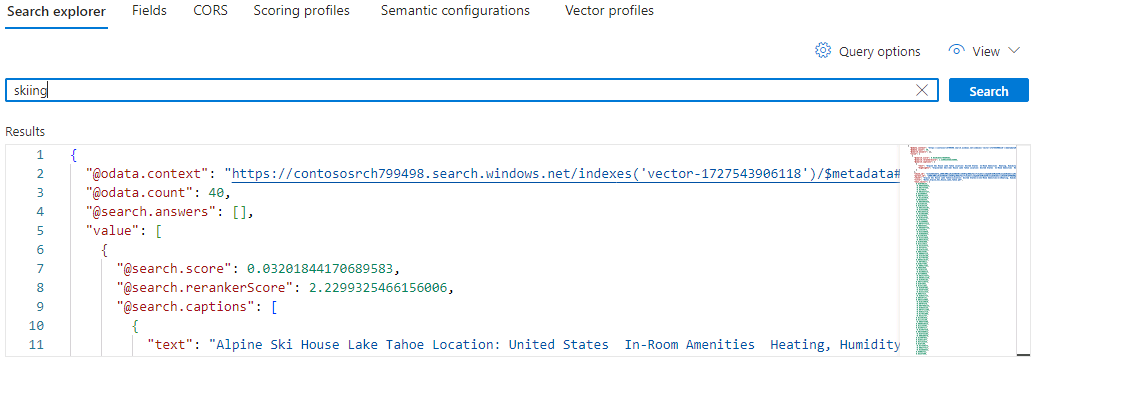 Search explorer Fields CORS Scoring profiles Semantic configurations Vector profiles
Query options View
skiing Search
Results
1 {
2 "@odata.context": "https://contososrch799498.search.windows.net/indexes('vector-1727543906118')/$metadata#
3 "@odata.count": 40,
4 "@search.answers": [],
5 "value": [
6 {
7 "@search.score": 0.03201844170689583,
8 "@search.rerankerScore": 2.2299325466156006,
9 "@search.captions": [
10 {
11 "text": "Alpine Ski House Lake Tahoe Location: United States  In-Room Amenities  Heating, Humidity